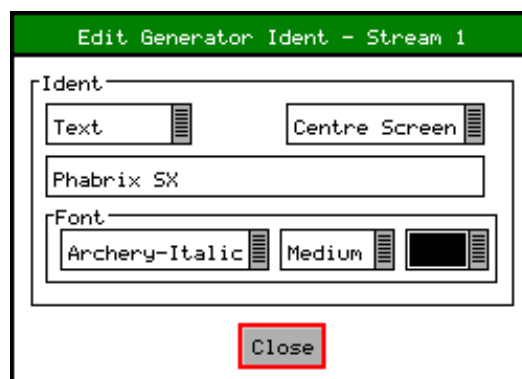 Edit Generator Ident - Stream 1
Ident
Text
Centre Screen
Phabrix SX
Font
Archery-Italic
Medium
Close